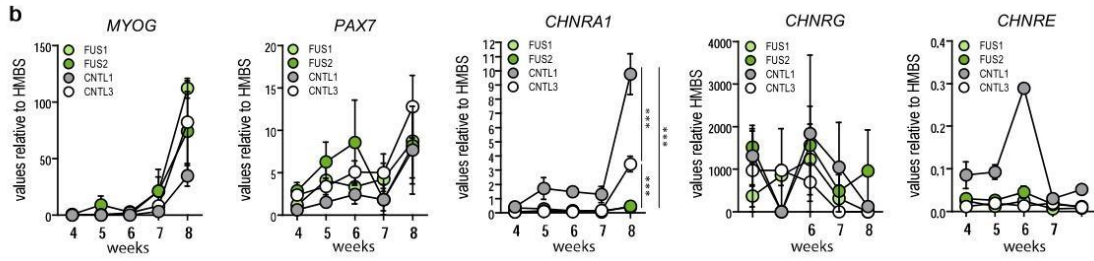 b
MYOG
values relative to HMBS
150
100
50
0
FUS1
FUS2
CNTL1
CNTL3
4 5 6 7 8
weeks
PAX7
values relative to HMBS
20
15
10
5
0
FUS1
FUS2
CNTL1
CNTL3
4 5 6 7 8
weeks
CHNRA1
values relative to HMBS
12
11
10
9
8
7
6
5
4
3
2
1
0
FUS1
FUS2
CNTL1
CNTL3
***
***
***
4 5 6 7 8
weeks
CHNRG
values relative to HMBS
4000
3000
2000
1000
0
FUS1
FUS2
CNTL1
CNTL3
6 7 8
weeks
CHNRE
values relative to HMBS
0.4
0.3
0.2
0.1
0.0
FUS1
FUS2
CNTL1
CNTL3
4 5 6 7
weeks